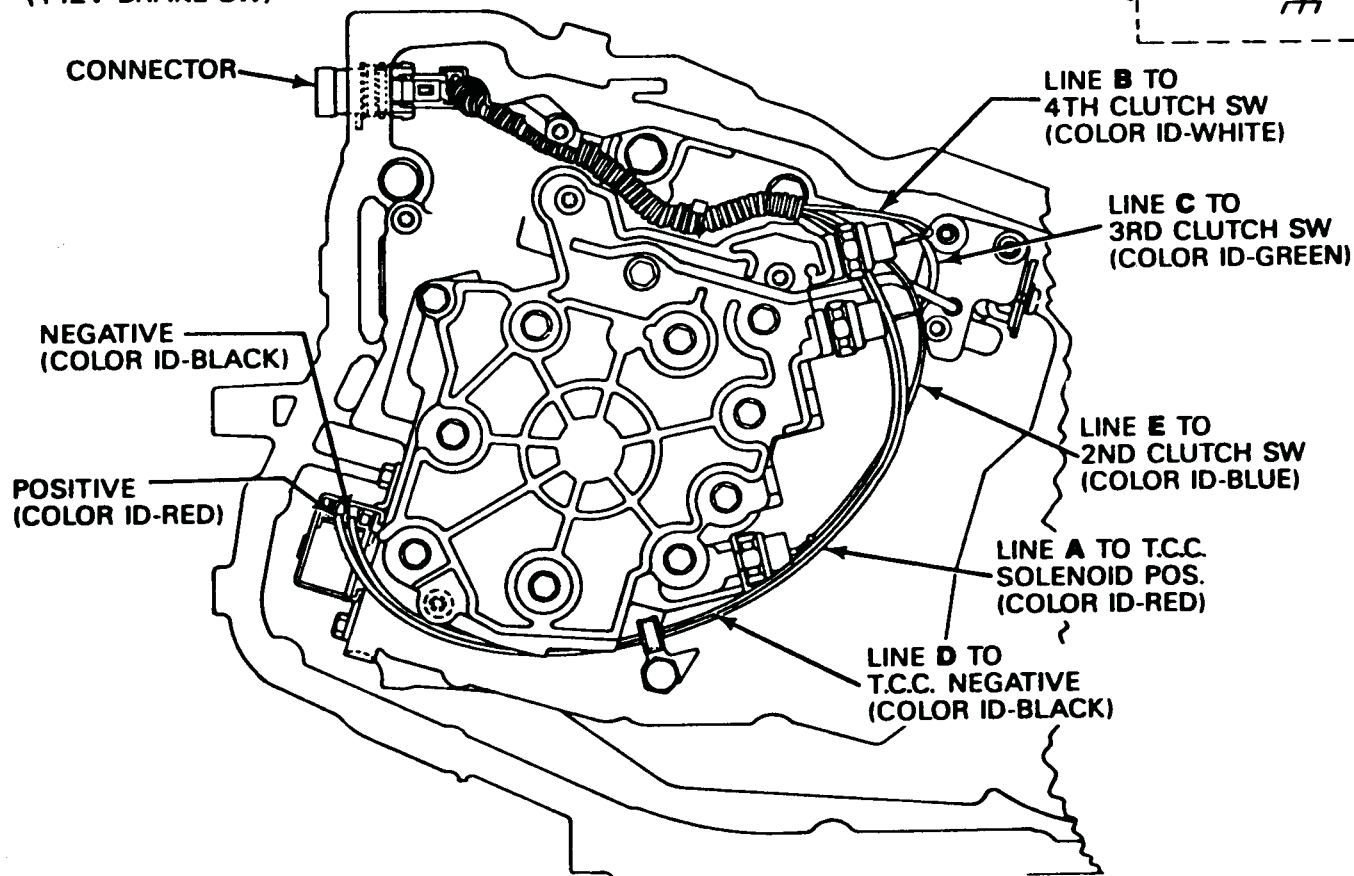 CONNECTOR
LINE B TO
4TH CLUTCH SW
(COLOR ID-WHITE)
LINE C TO
3RD CLUTCH SW
(COLOR ID-GREEN)
NEGATIVE
(COLOR ID-BLACK)
LINE E TO
2ND CLUTCH SW
(COLOR ID-BLUE)
POSITIVE
(COLOR ID-RED)
LINE A TO T.C.C.
SOLENOID POS.
(COLOR ID-RED)
LINE D TO
T.C.C. NEGATIVE
(COLOR ID-BLACK)